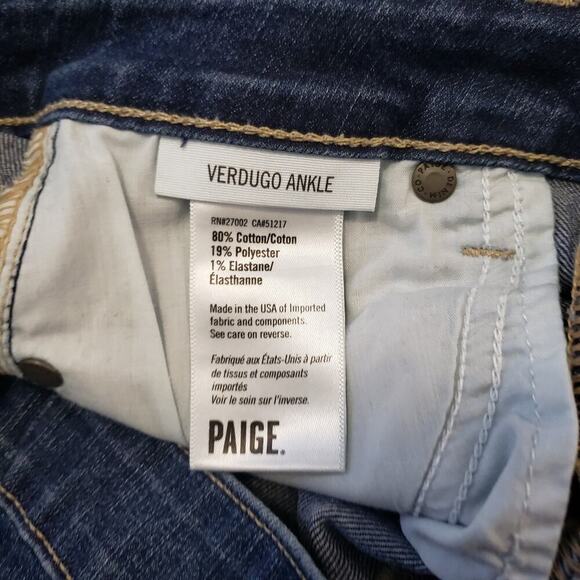 VERDUGO ANKLE
RN#27002 CA#51217
80% Cotton/Coton
19% Polyester
1% Elastane/
Élasthanne
Made in the USA of Imported
fabric and components.
See care on reverse.
Fabriqué aux États-Unis à partir
de tissus et composants
importés
Voir le soin sur l'inverse.
PAIGE.